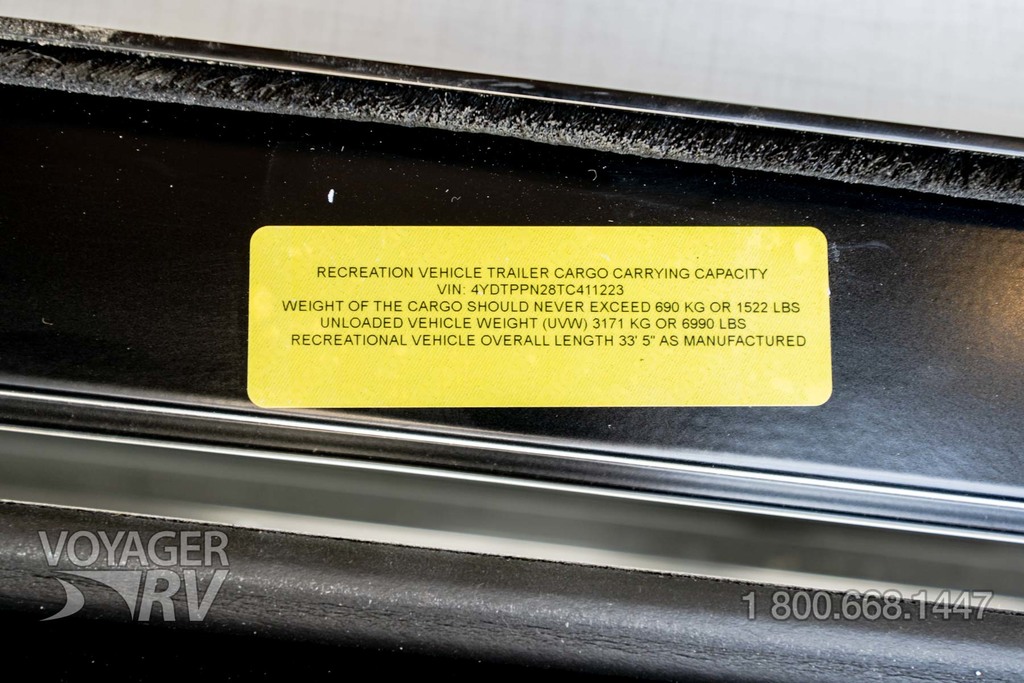 RECREATION VEHICLE TRAILER CARGO CARRYING CAPACITY
VIN: 4YDTPPN28TC411223
WEIGHT OF THE CARGO SHOULD NEVER EXCEED 690 KG OR 1522 LBS
UNLOADED VEHICLE WEIGHT (UVW) 3171 KG OR 6990 LBS
RECREATIONAL VEHICLE OVERALL LENGTH 33' 5" AS MANUFACTURED
VOYAGER
RV
1 800.668.1447